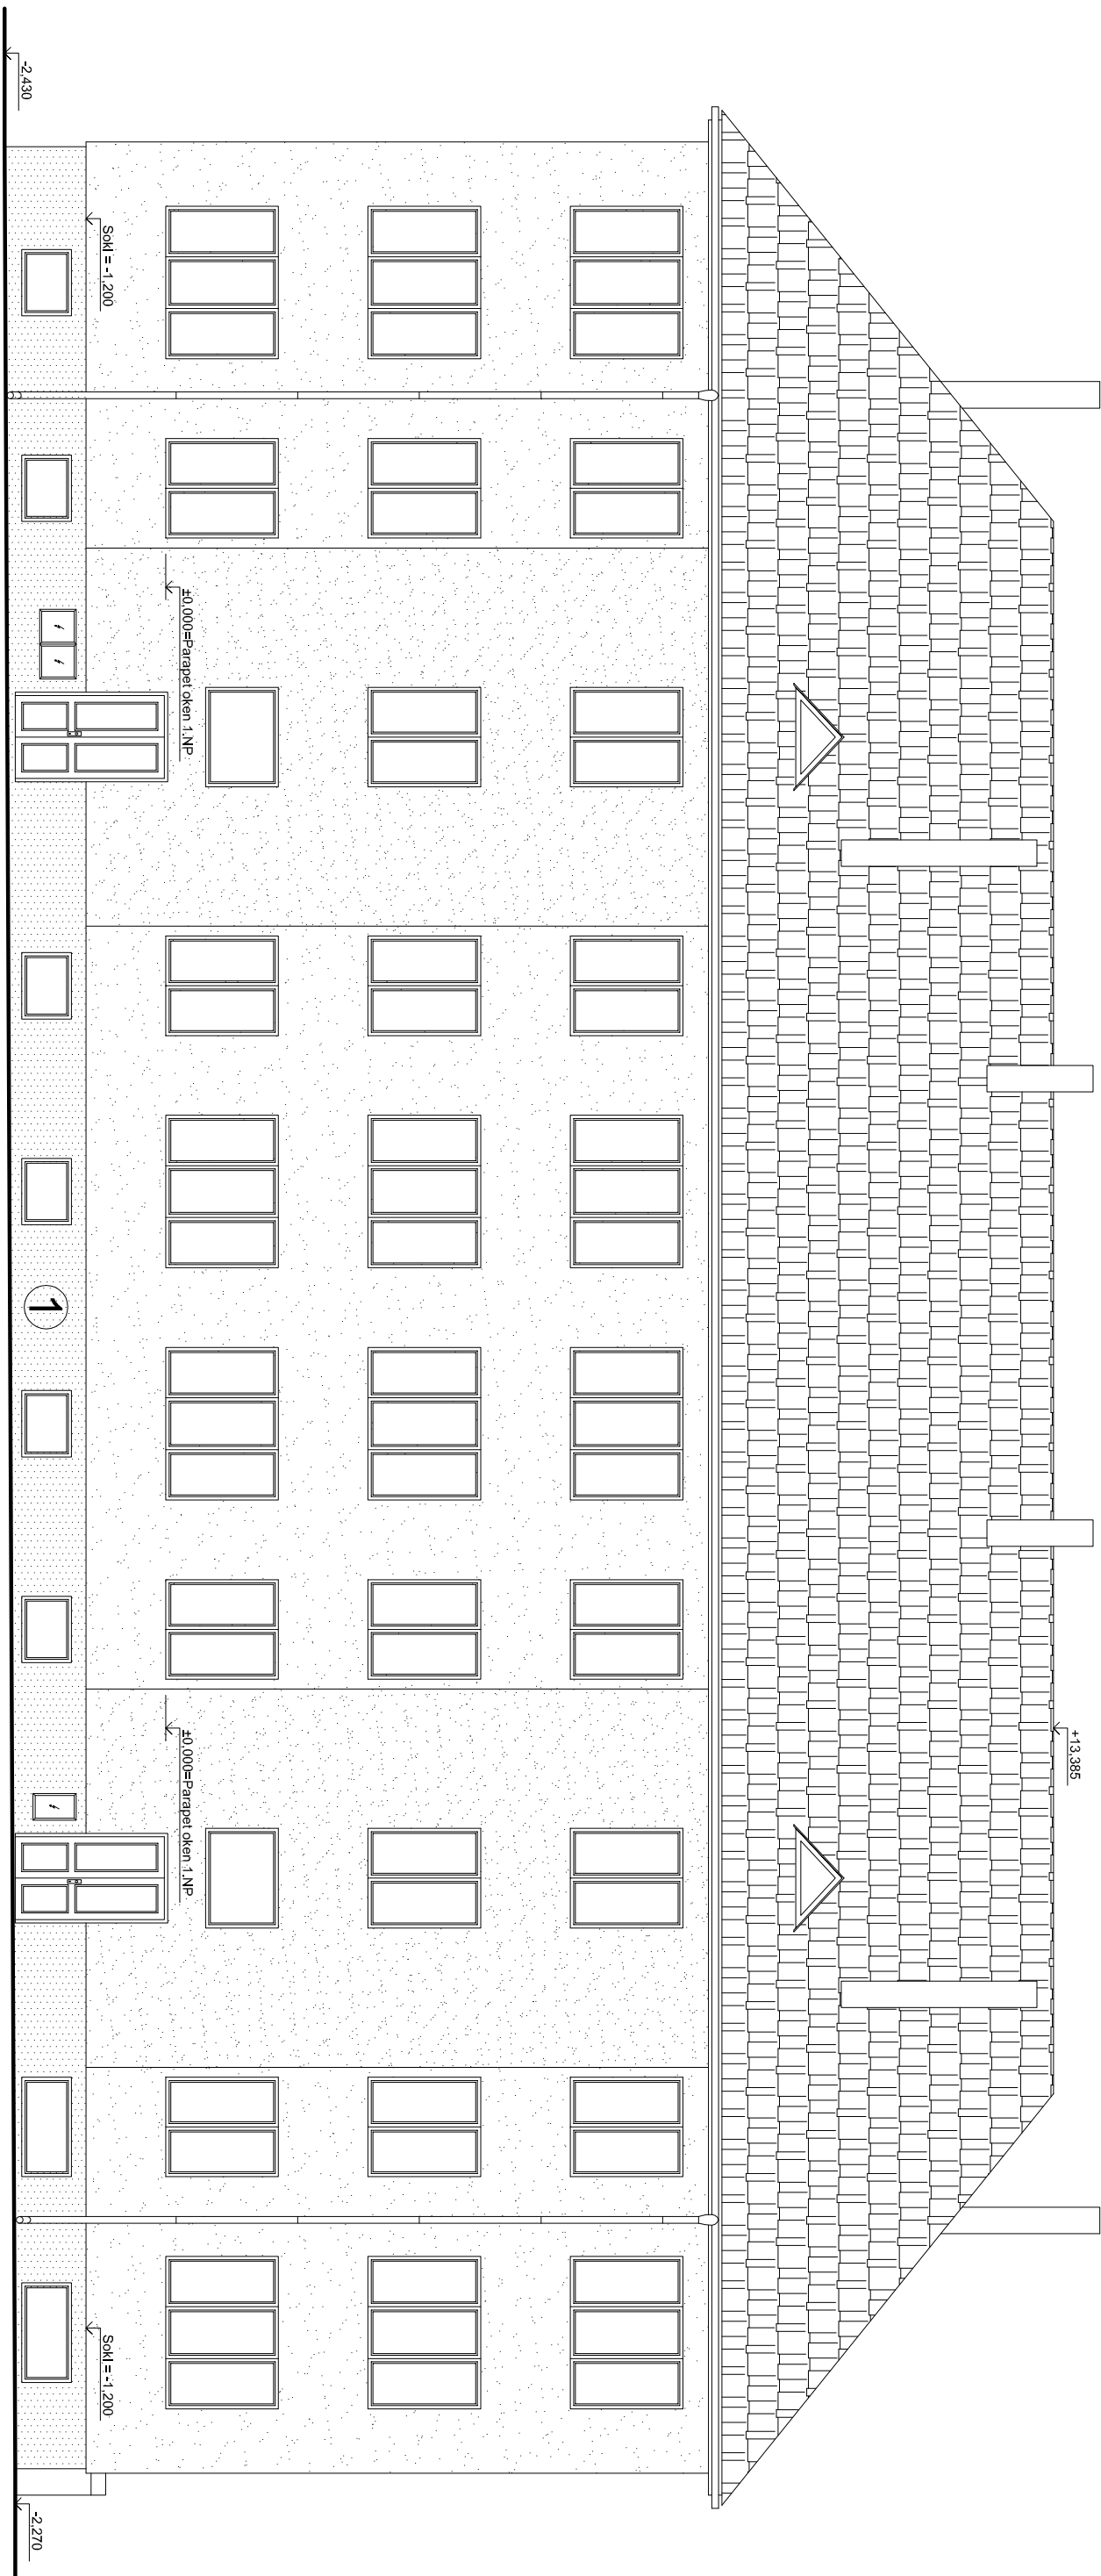 +13,385
±0,000=Parapet oken 1.NP
±0,000=Parapet oken 1.NP
Sokl = -1,200
Sokl = -1,200
1
-2,430
-2,270